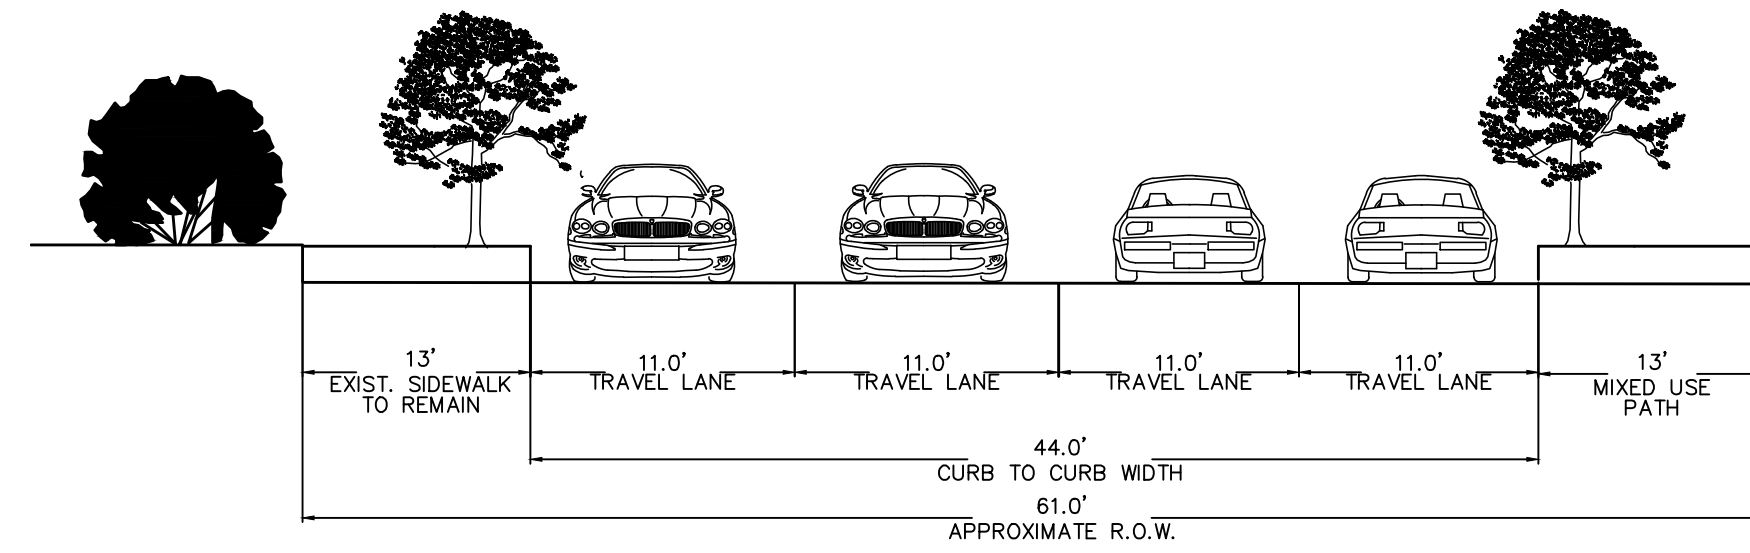 13'
EXIST. SIDEWALK
TO REMAIN
11.0'
TRAVEL LANE
11.0'
TRAVEL LANE
11.0'
TRAVEL LANE
11.0'
TRAVEL LANE
13'
MIXED USE
PATH
44.0'
CURB TO CURB WIDTH
61.0'
APPROXIMATE R.O.W.